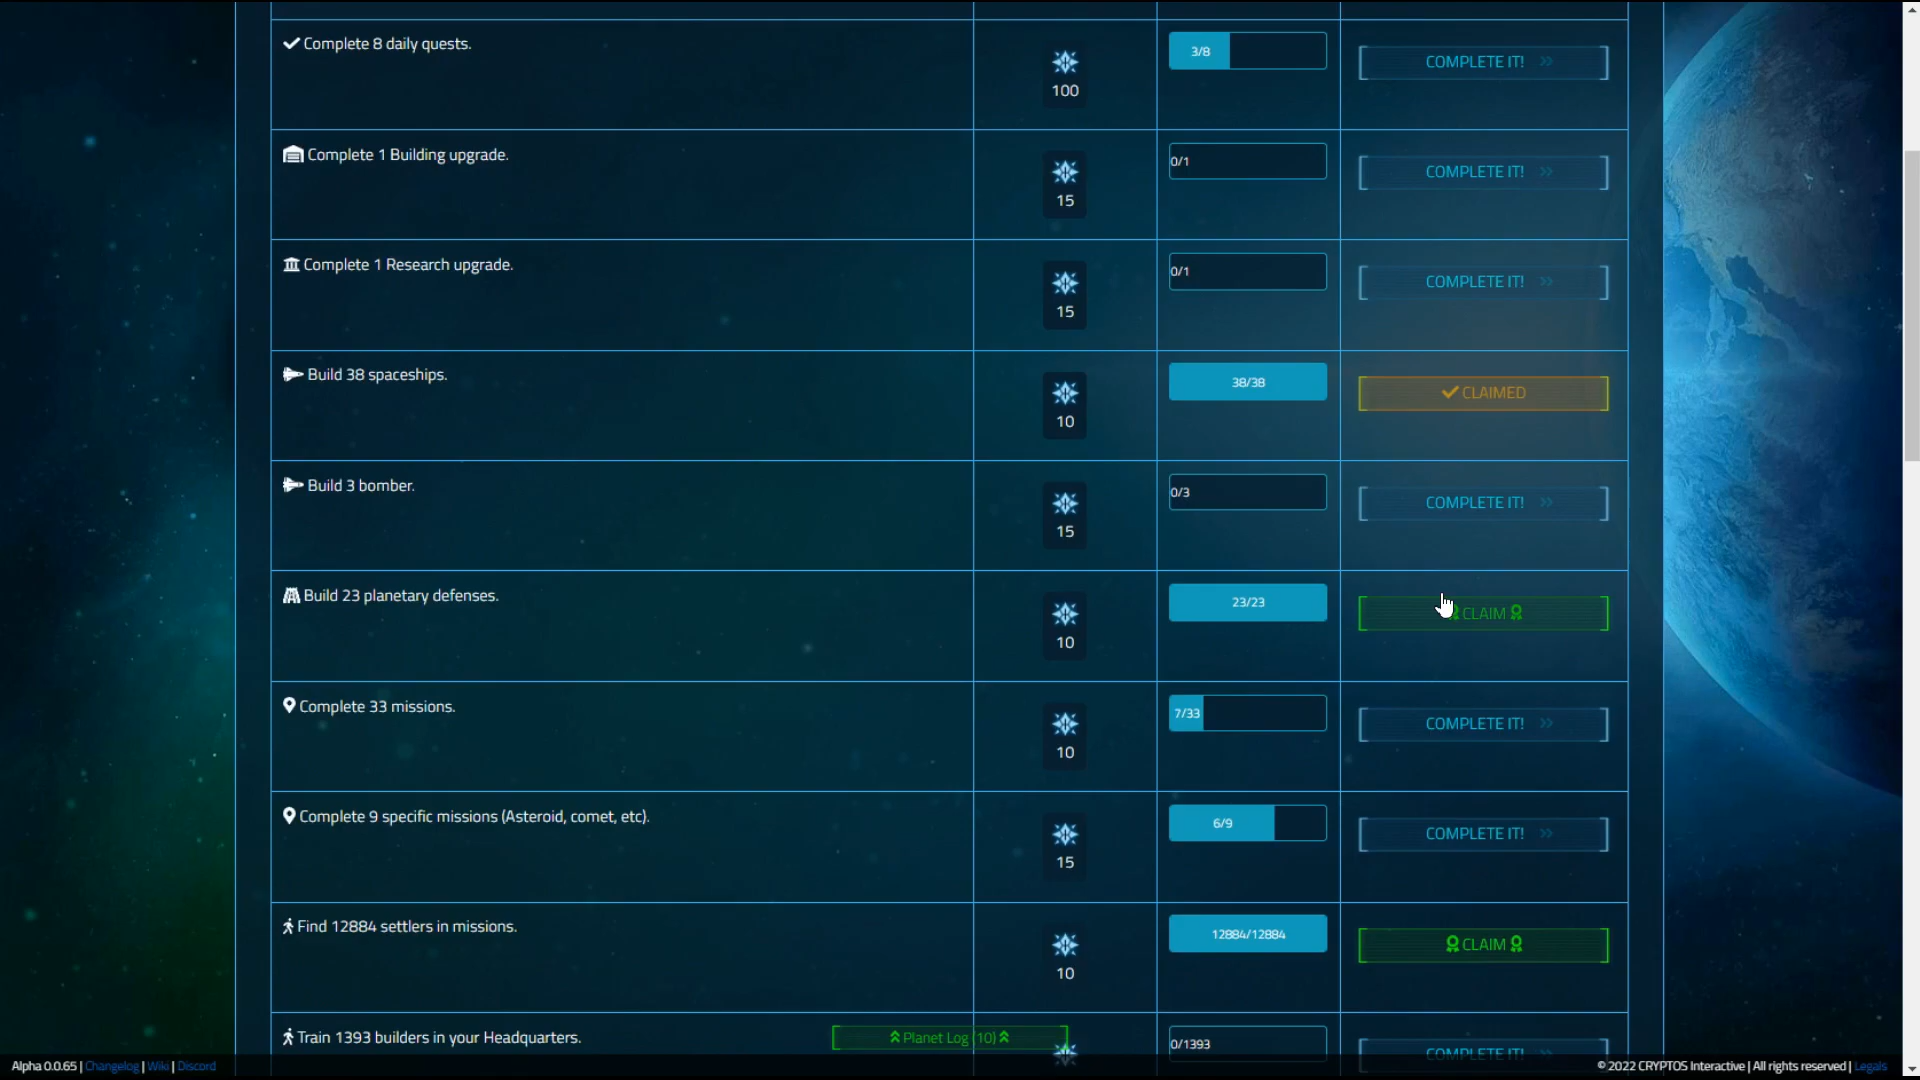 Complete 8 daily quests.
100
3/8
COMPLETE IT!
Complete 1 Building upgrade.
15
0/1
COMPLETE IT!
Complete 1 Research upgrade.
15
0/1
COMPLETE IT!
Build 38 spaceships.
10
38/38
CLAIMED
Build 3 bomber.
15
0/3
COMPLETE IT!
Build 23 planetary defenses.
10
23/23
CLAIM
Complete 33 missions.
10
7/33
COMPLETE IT!
Complete 9 specific missions (Asteroid, comet, etc).
15
6/9
COMPLETE IT!
Find 12884 settlers in missions.
10
12884/12884
CLAIM
Train 1393 builders in your Headquarters.
0/1393
COMPLETE IT!
Planet Log (10)
Alpha 0.0.65 | Changelog | Wiki | Discord
© 2022 CRYPTOS Interactive | All rights reserved | Legals